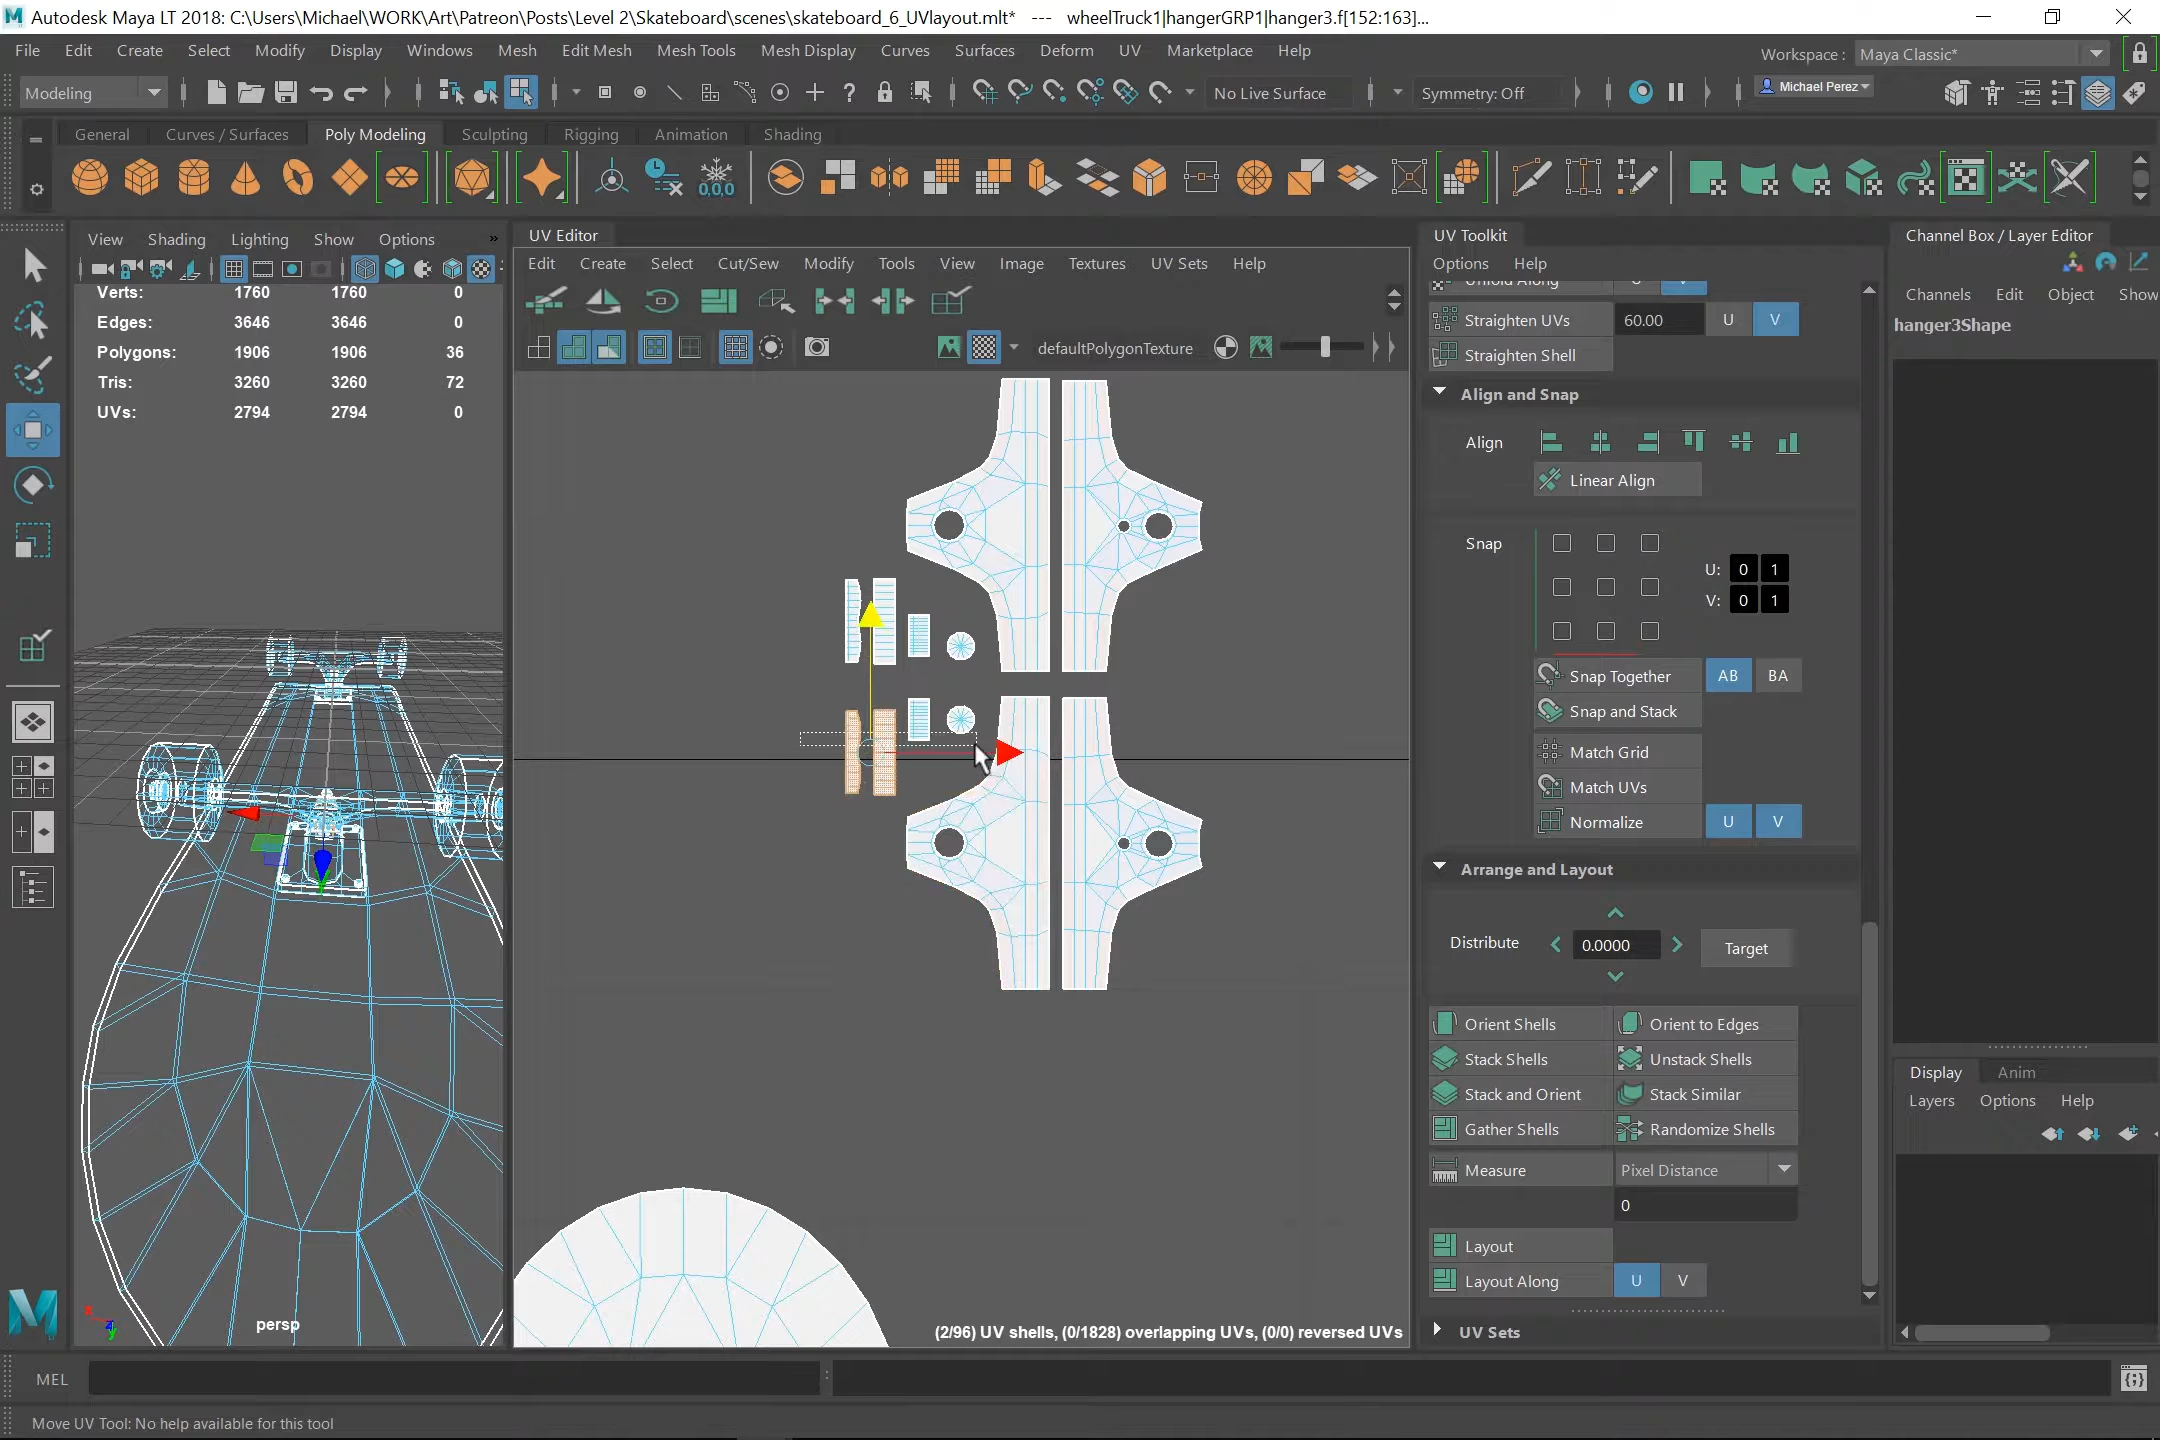 Autodesk Maya LT 2018: C:\Users\Michael\WORK\Art\Patreon\Posts\Level 2\Skateboard\scenes\skateboard_6_UVlayout.mlt* --- wheelTruck1|hangerGRP1|hanger3.f[152:163]...
File Edit Create Select Modify Display Windows Mesh Edit Mesh Mesh Tools Mesh Display Curves Surfaces Deform UV Marketplace Help
Workspace : Maya Classic*
Modeling
No Live Surface
Symmetry: Off
Michael Perez
General Curves / Surfaces Poly Modeling Sculpting Rigging Animation Shading
0,0,0
View Shading Lighting Show Options »
Verts: 1760 1760 0
Edges: 3646 3646 0
Polygons: 1906 1906 36
Tris: 3260 3260 72
UVs: 2794 2794 0
persp
UV Editor
Edit Create Select Cut/Sew Modify Tools View Image Textures UV Sets Help
defaultPolygonTexture
(2/96) UV shells, (0/1828) overlapping UVs, (0/0) reversed UVs
UV Toolkit
Options Help
Unfold Along U V
Straighten UVs 60.00 U V
Straighten Shell
Align and Snap
Align
Linear Align
Snap
U: 0 1
V: 0 1
Snap Together AB BA
Snap and Stack
Match Grid
Match UVs
Normalize U V
Arrange and Layout
Distribute 0.0000 Target
Orient Shells Orient to Edges
Stack Shells Unstack Shells
Stack and Orient Stack Similar
Gather Shells Randomize Shells
Measure Pixel Distance
0
Layout
Layout Along U V
UV Sets
Channel Box / Layer Editor
Channels Edit Object Show
hanger3Shape
Display Anim
Layers Options Help
MEL
Move UV Tool: No help available for this tool